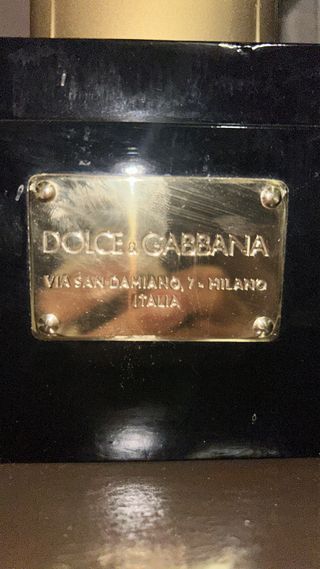 DOLCE & GABBANA
VIA SAN DAMIANO, 7 - MILANO
ITALIA